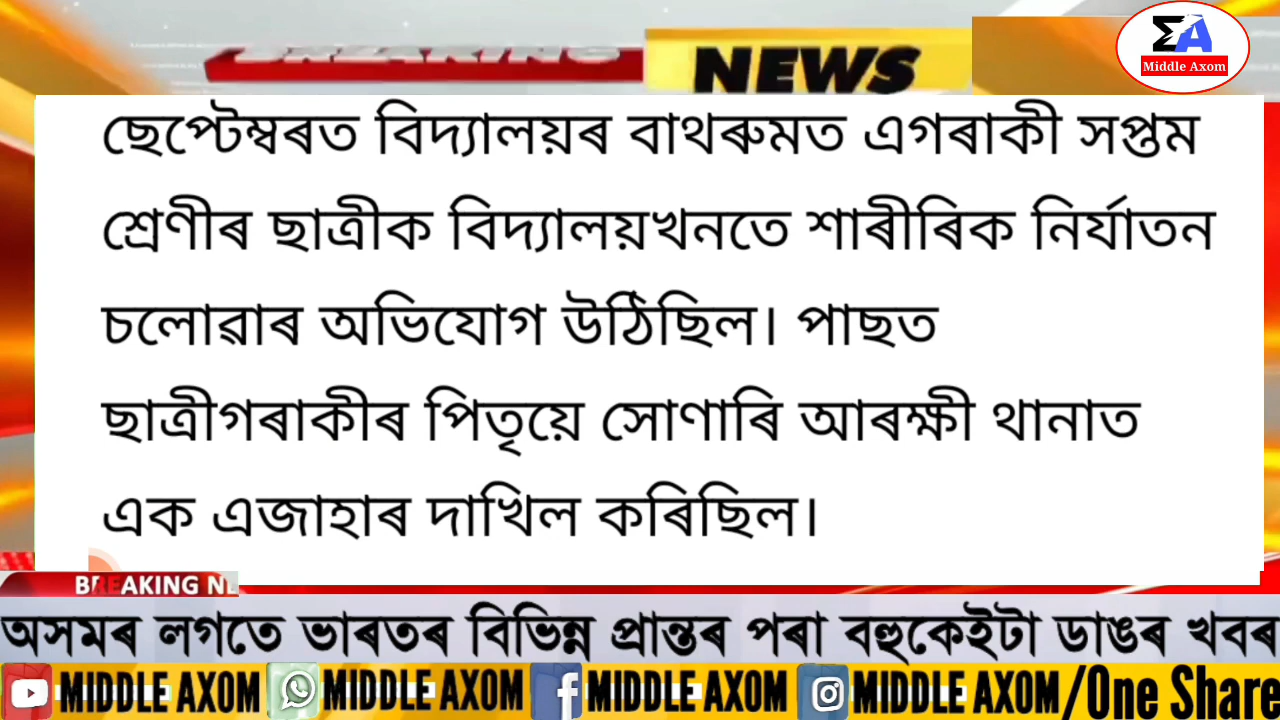 BREAKING
NEWS
Middle Axom
ছেপ্টেম্বৰত বিদ্যালয়ৰ বাথৰুমত এগৰাকী সপ্তম
শ্ৰেণীৰ ছাত্ৰীক বিদ্যালয়খনতে শাৰীৰিক নিৰ্যাতন
চলোৱাৰ অভিযোগ উঠিছিল। পাছত
ছাত্ৰীগৰাকীৰ পিতৃয়ে সোণাৰি আৰক্ষী থানাত
এক এজাহাৰ দাখিল কৰিছিল।
BREAKING NE
অসমৰ লগতে ভাৰতৰ বিভিন্ন প্ৰান্তৰ পৰা বহুকেইটা ডাঙৰ খবৰ
MIDDLE AXOM MIDDLE AXOM MIDDLE AXOM MIDDLE AXOM/One Share